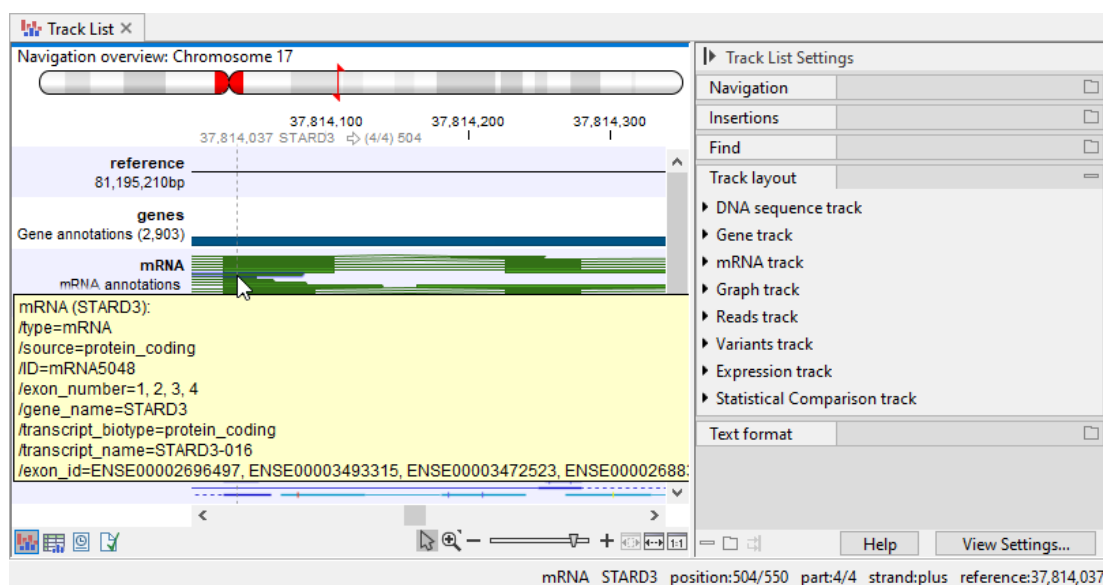 Track List
Navigation overview: Chromosome 17
37,814,100 37,814,200 37,814,300
37,814,037 STARD3 (4/4) 504
reference
81,195,210bp
genes
Gene annotations (2,903)
mRNA
mRNA annotations
mRNA (STARD3):
/type=mRNA
/source=protein_coding
/ID=mRNA5048
/exon_number=1, 2, 3, 4
/gene_name=STARD3
/transcript_biotype=protein_coding
/transcript_name=STARD3-016
/exon_id=ENSE00002696497, ENSE00003493315, ENSE00003472523, ENSE0000268
1:1
Track List Settings
Navigation
Insertions
Find
Track layout
DNA sequence track
Gene track
mRNA track
Graph track
Reads track
Variants track
Expression track
Statistical Comparison track
Text format
Help View Settings...
mRNA STARD3 position:504/550 part:4/4 strand:plus reference:37,814,037